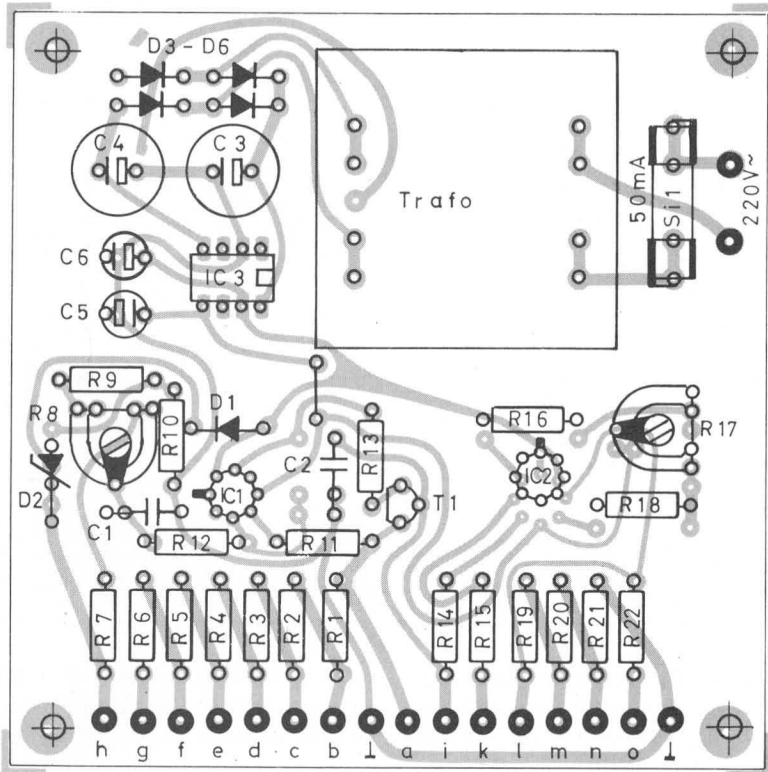 D3-D6
C4
C3
50mA
Si1
220V~
Trafo
C6
IC3
C5
R9
R8
R10
D1
R16
R17
R13
C2
IC1
IC2
D2
T1
R18
C1
R12
R11
R7
R6
R5
R4
R3
R2
R1
R14
R15
R19
R20
R21
R22
h g f e d c b ⊥ a i k l m n o ⊥